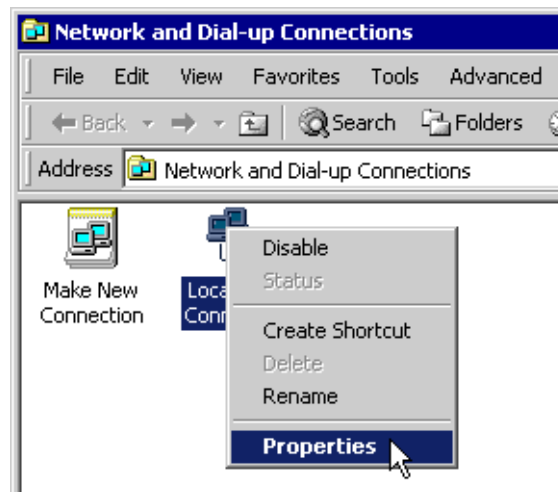 Network and Dial-up Connections
File Edit View Favorites Tools Advanced
Back Search Folders
Address Network and Dial-up Connections
Make New
Connection
Disable
Status
Create Shortcut
Delete
Rename
Properties